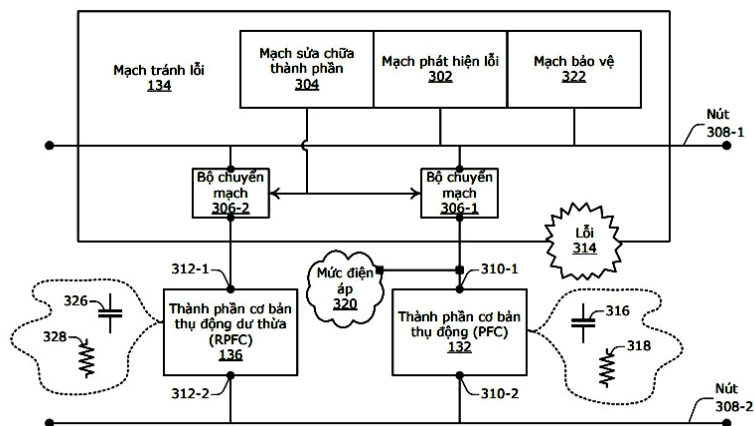 Mạch tránh lỗi
134
Mạch sửa chữa
thành phần
304
Mạch phát hiện lỗi
302
Mạch bảo vệ
322
Nút
308-1
Bộ chuyển
mạch
306-2
Bộ chuyển
mạch
306-1
Lỗi
314
312-1
Mức điện
áp
320
310-1
326
328
Thành phần cơ bản
thụ động dư thừa
(RPFC)
136
Thành phần cơ bản
thụ động (PFC)
132
316
318
312-2
310-2
Nút
308-2